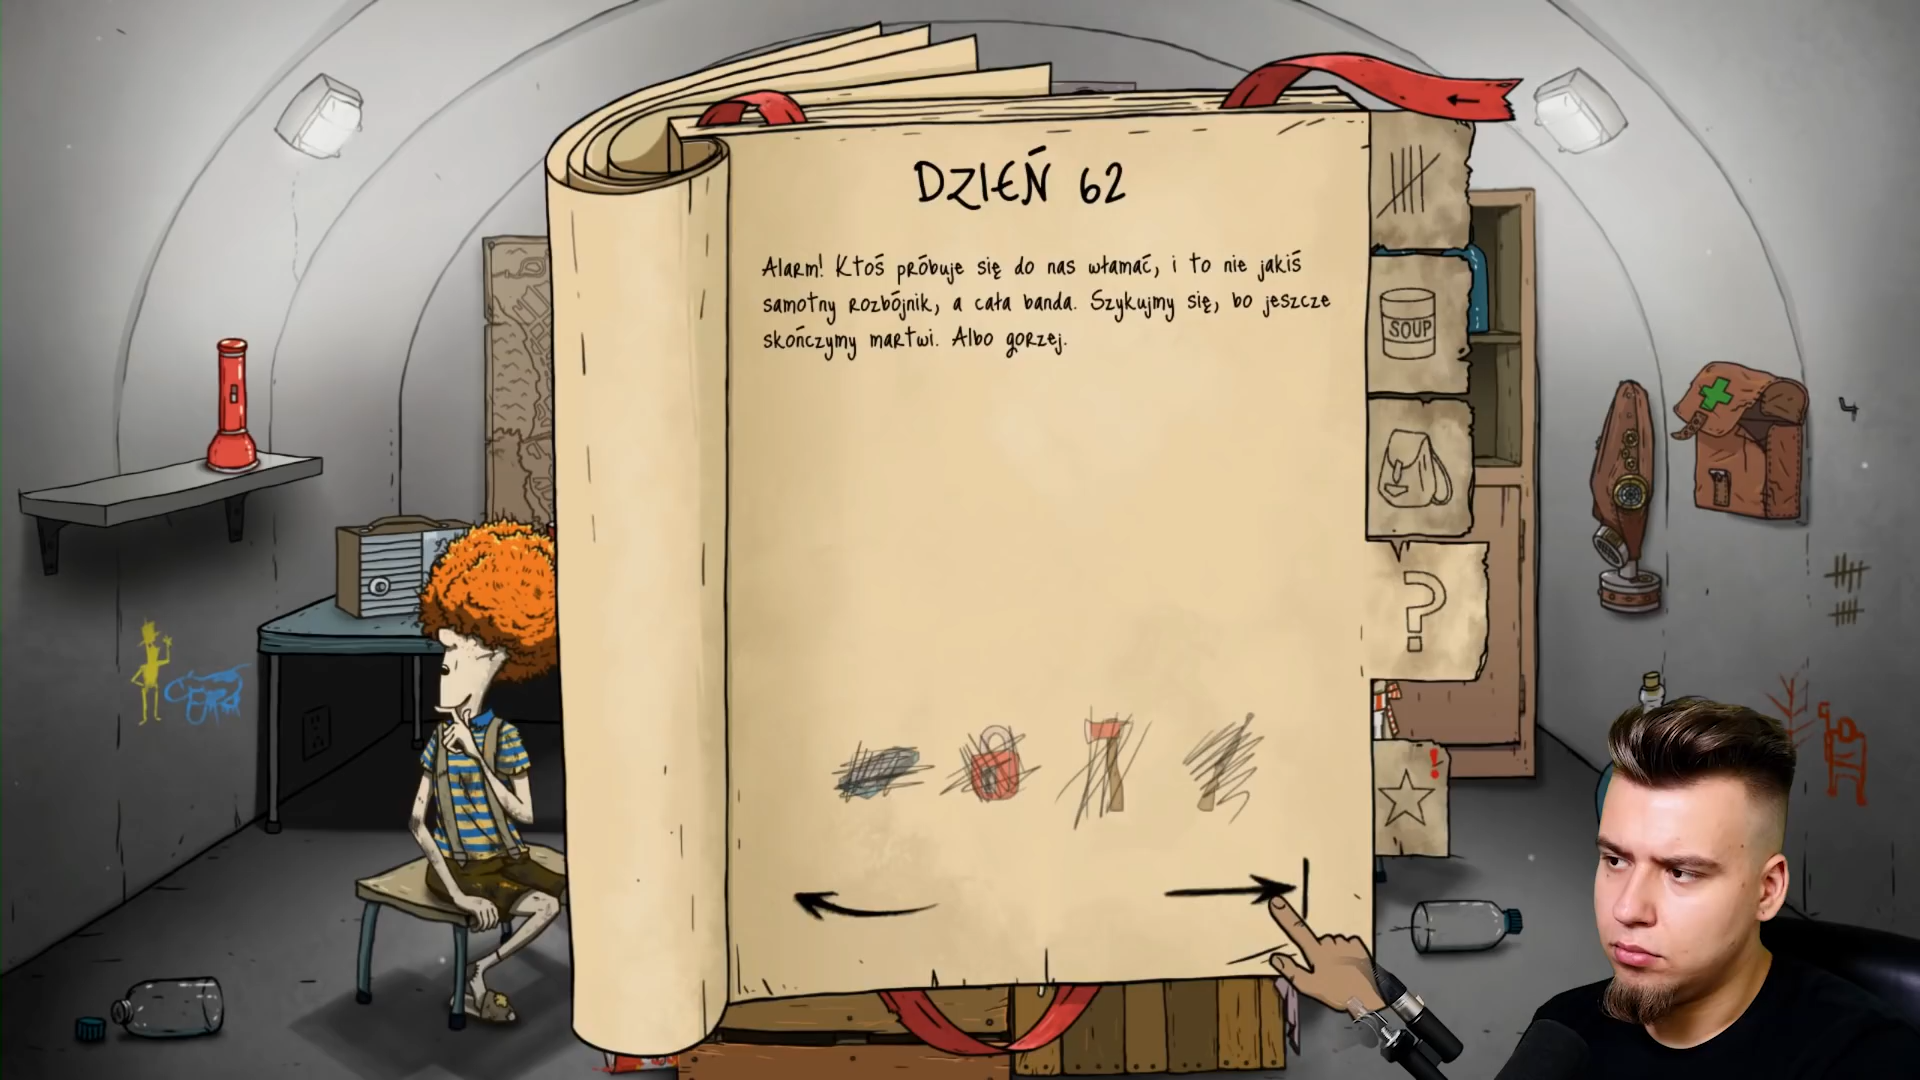 DZIEŃ 62
Alarm! Ktoś próbuje się do nas włamać, i to nie jakiś
samotny rozbójnik, a cała banda. Szykujmy się, bo jeszcze
skończymy martwi. Albo gorzej.
SOUP
?
!